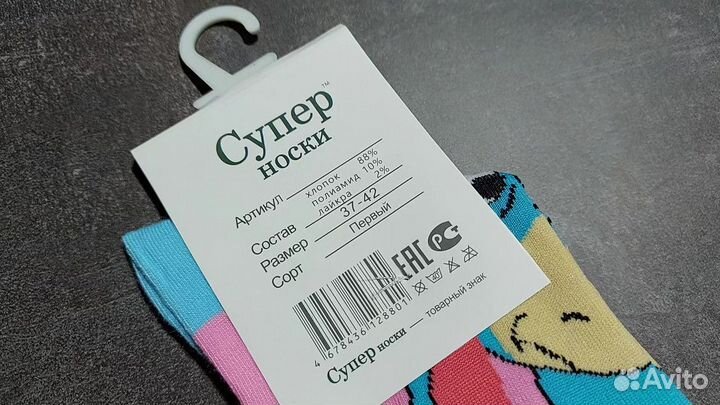 Супер™
носки
Артикул
Состав хлопок 88%
полиамид 10%
лайкра 2%
Размер 37-42
Сорт Первый
EAC РСТ
4 678436 128801
Супер носки — товарный знак
Avito